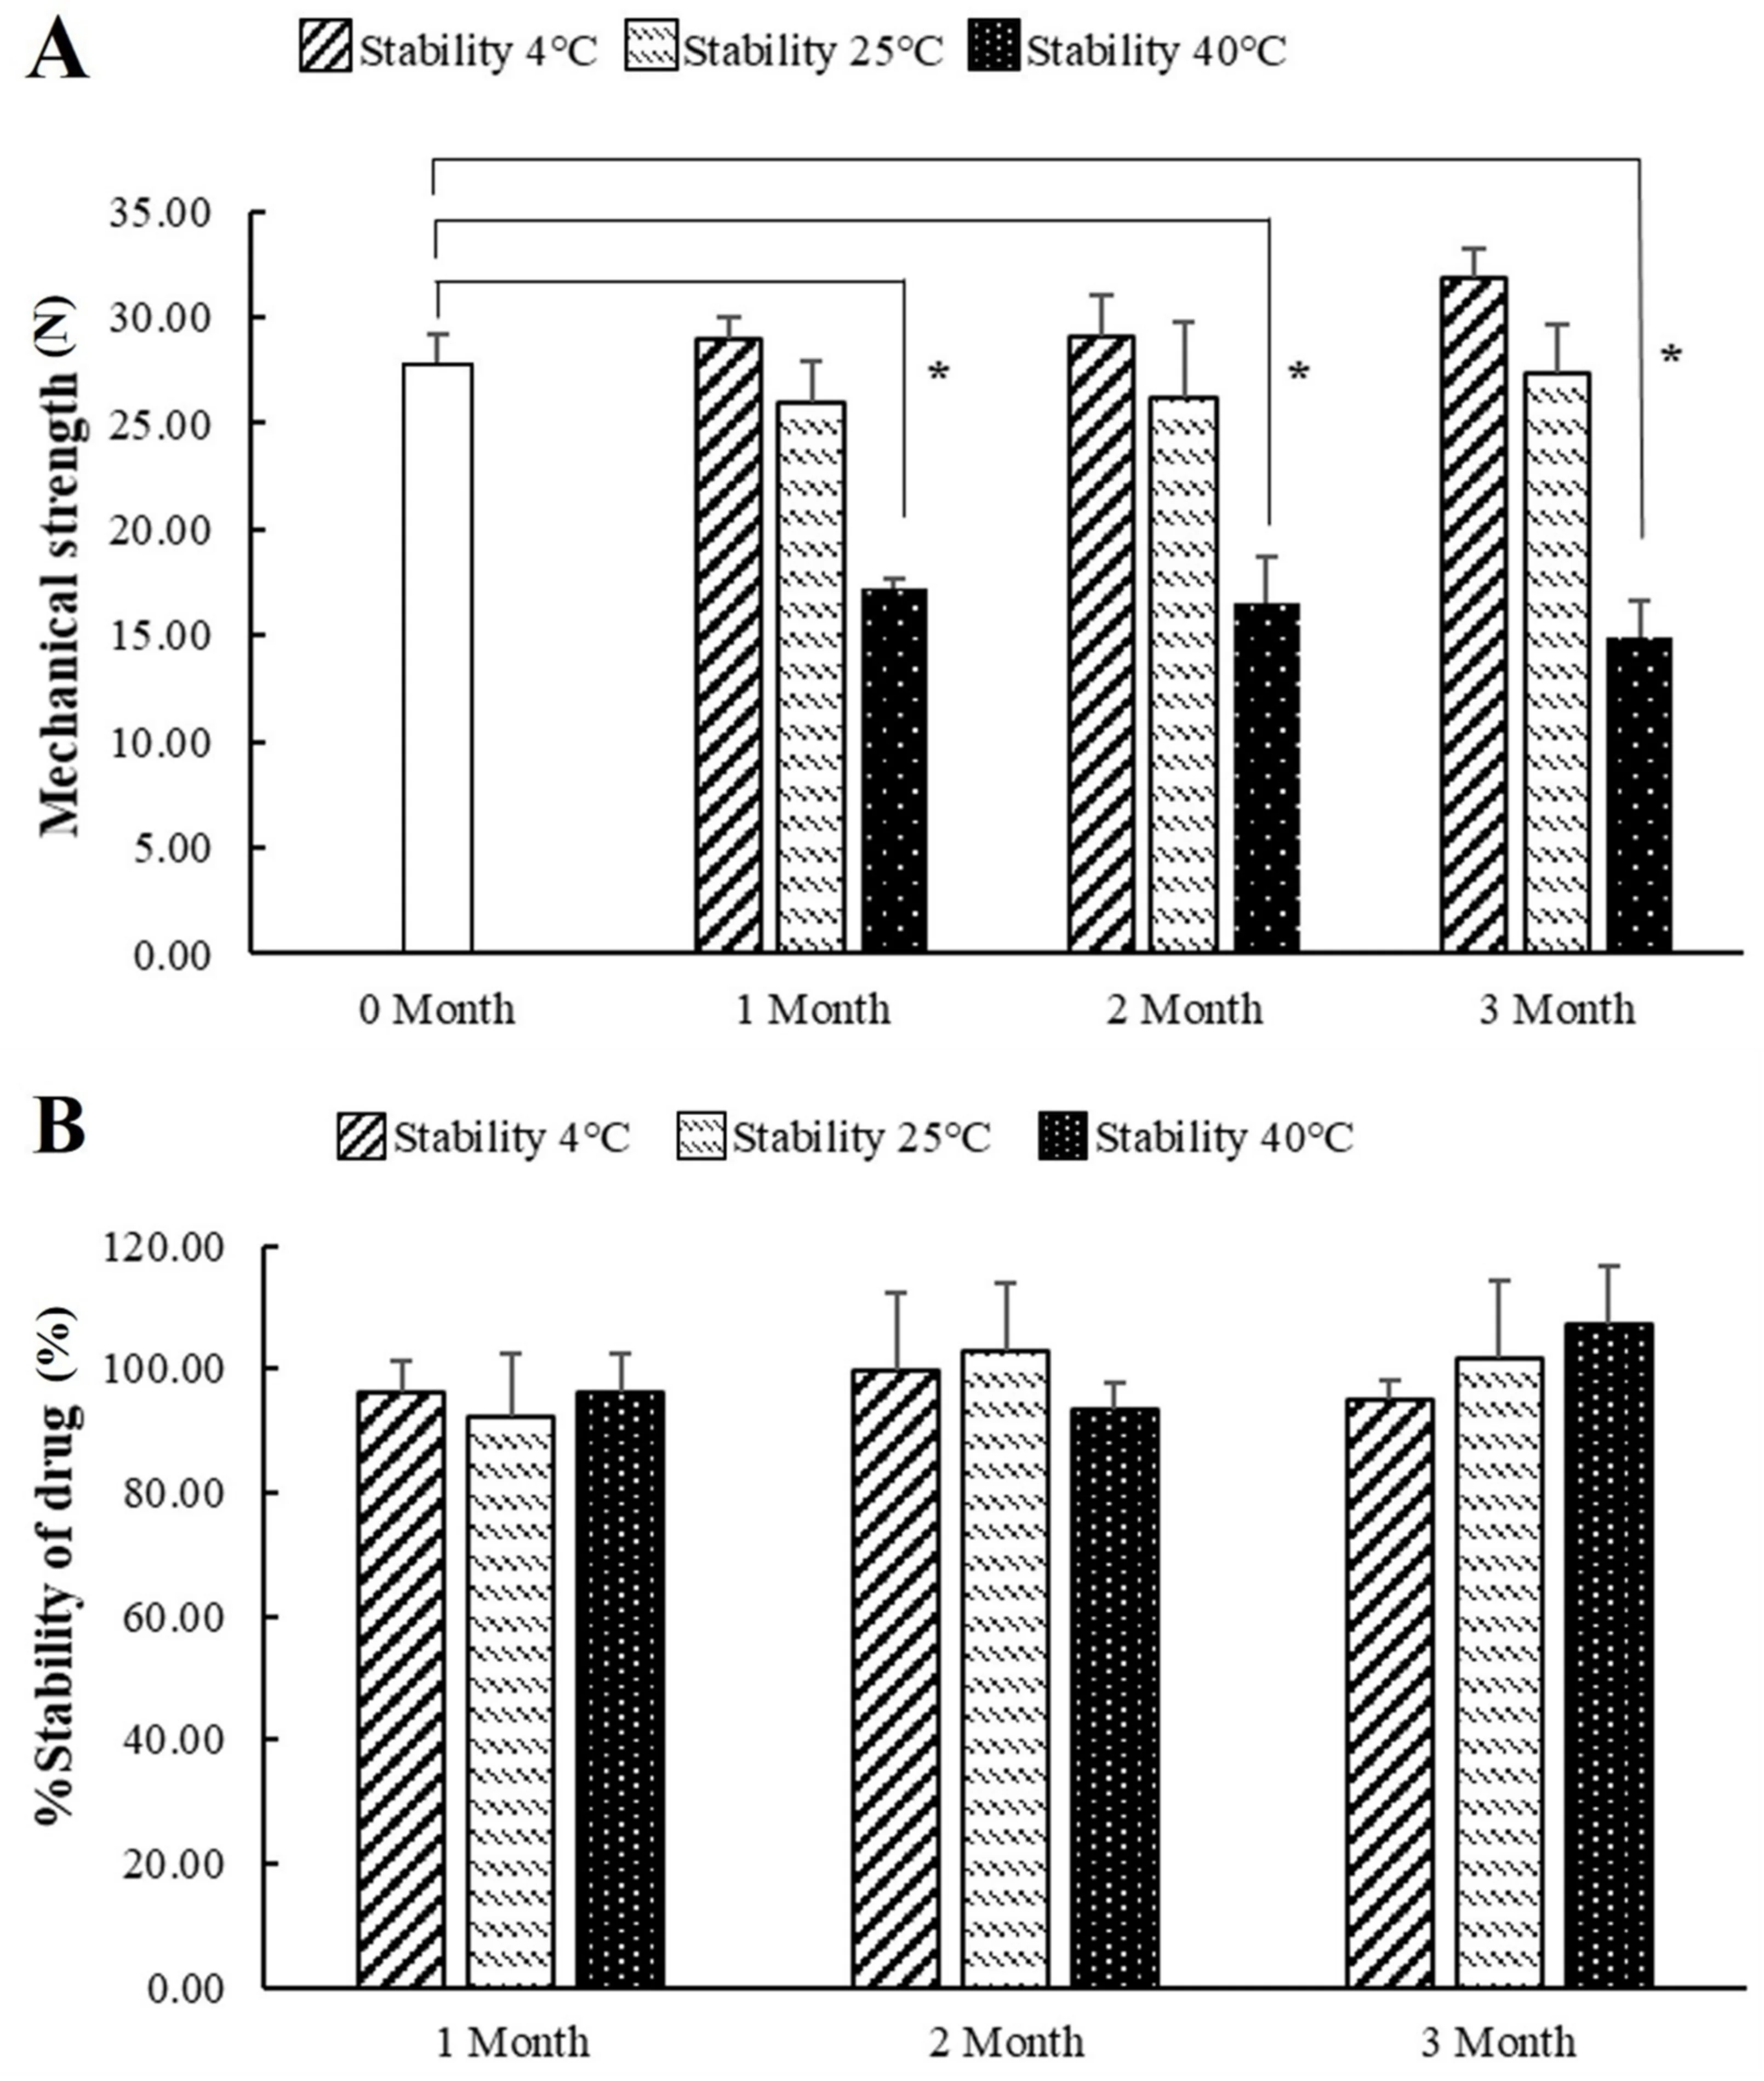 A
Stability 4°C Stability 25°C Stability 40°C
Mechanical strength (N)
35.00
30.00
25.00
20.00
15.00
10.00
5.00
0.00
*
*
*
0 Month 1 Month 2 Month 3 Month
B
Stability 4°C Stability 25°C Stability 40°C
%Stability of drug (%)
120.00
100.00
80.00
60.00
40.00
20.00
0.00
1 Month 2 Month 3 Month